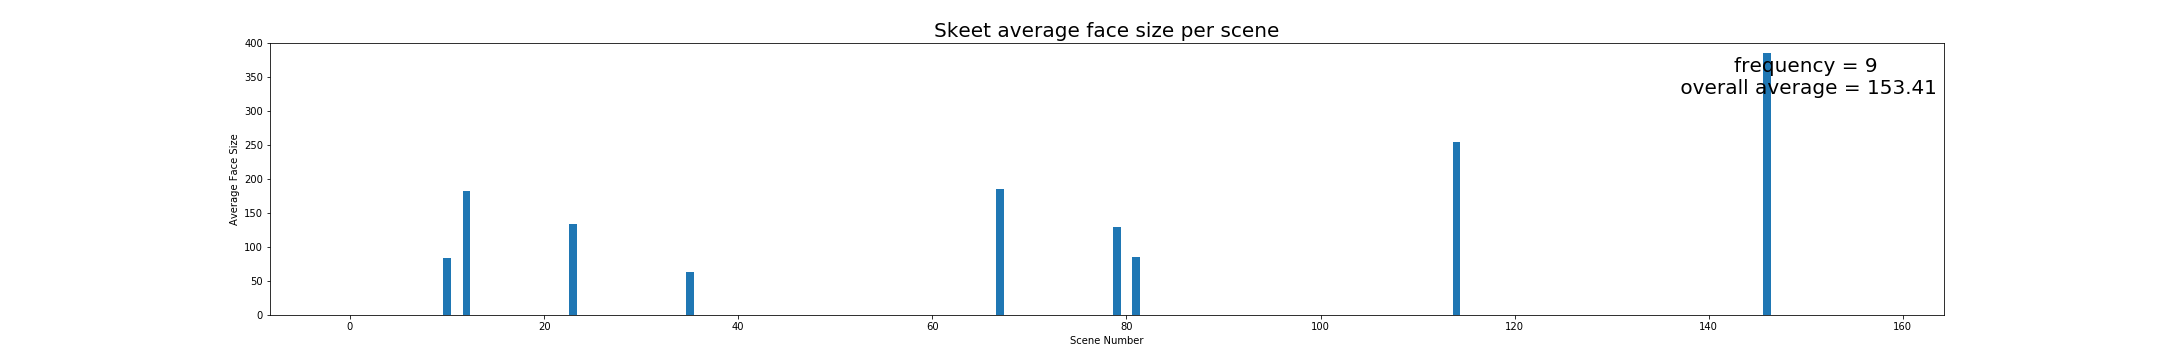 Skeet average face size per scene
frequency = 9
overall average = 153.41
Average Face Size
400
350
300
250
200
150
100
50
0
0 20 40 60 80 100 120 140 160
Scene Number